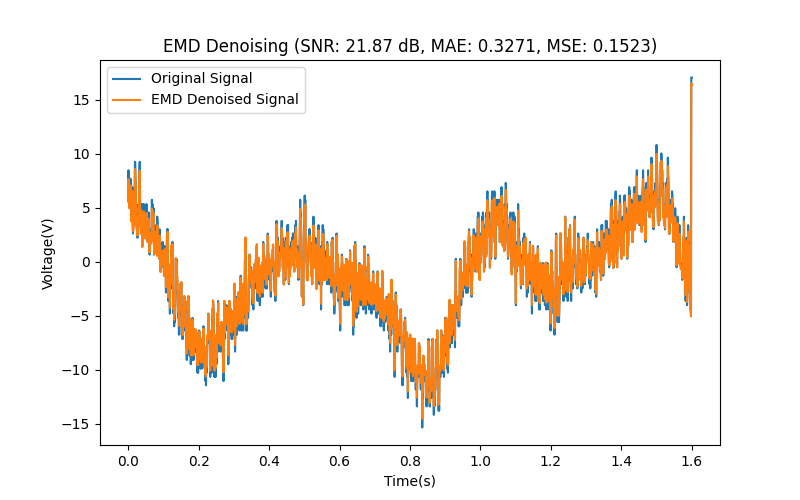 EMD Denoising (SNR: 21.87 dB, MAE: 0.3271, MSE: 0.1523)
Original Signal
EMD Denoised Signal
15
10
5
0
−5
−10
−15
Voltage(V)
0.0 0.2 0.4 0.6 0.8 1.0 1.2 1.4 1.6
Time(s)